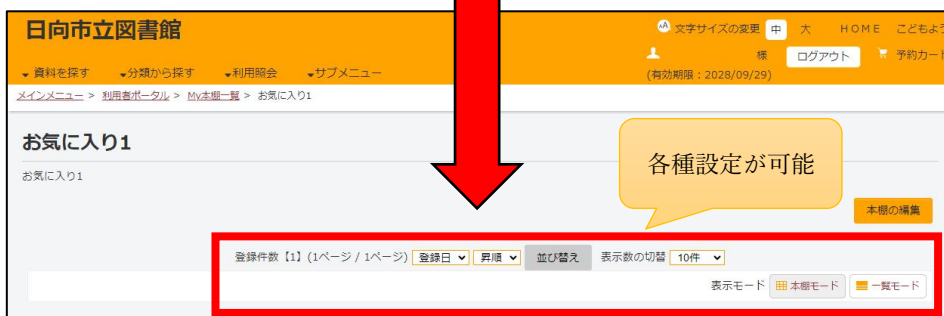 日向市立図書館
文字サイズの変更 中 大 HOME こどもよう
様 ログアウト 予約カート
資料を探す 分類から探す 利用照会 サブメニュー
(有効期限：2028/09/29)
メインメニュー > 利用者ポータル > My本棚一覧 > お気に入り1
お気に入り1
お気に入り1
各種設定が可能
本棚の編集
登録件数【1】(1ページ / 1ページ) 登録日 昇順 並び替え 表示数の切替 10件
表示モード 本棚モード 一覧モード